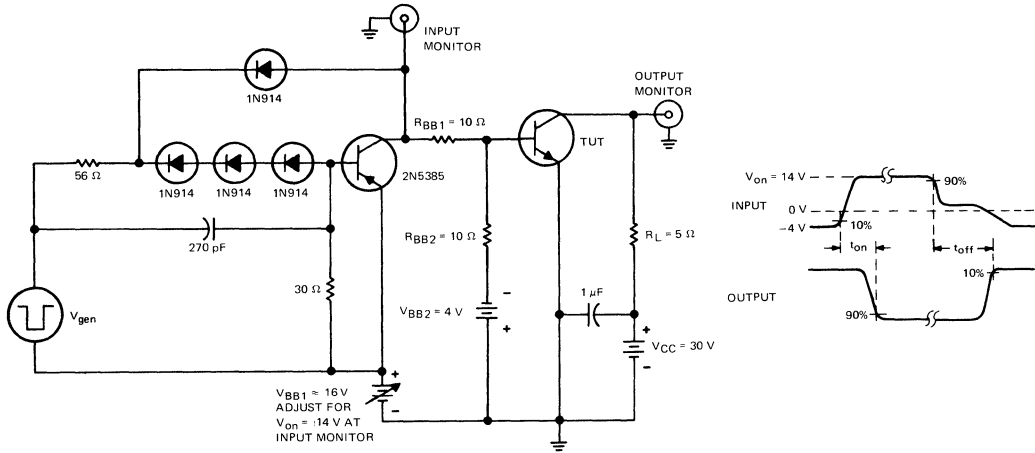 INPUT
MONITOR
1N914
OUTPUT
MONITOR
RBB1 = 10 Ω
TUT
56 Ω
1N914
1N914
1N914
2N5385
270 pF
RBB2 = 10 Ω
RL = 5 Ω
30 Ω
1 µF
Vgen
VBB2 = 4 V
-
+
+
-
VCC = 30 V
+
-
VBB1 ≈ 16 V
ADJUST FOR
Von = 14 V AT
INPUT MONITOR
Von = 14 V
90%
INPUT
0 V
-4 V
10%
ton
toff
10%
OUTPUT
90%